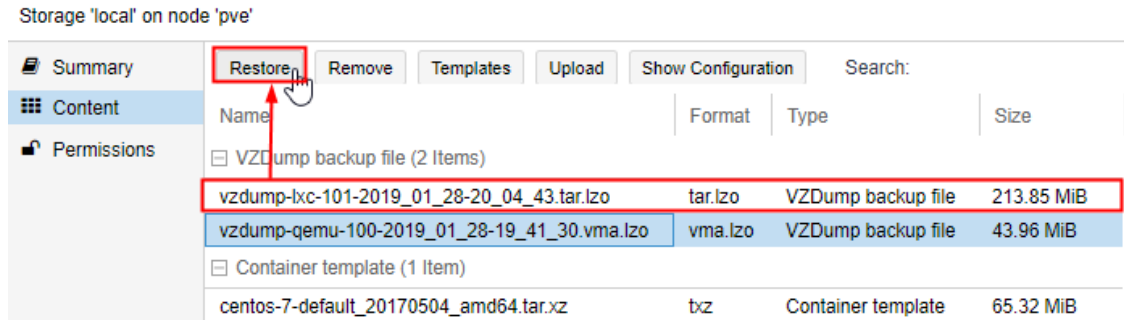 Storage 'local' on node 'pve'
Summary
Content
Permissions
Restore Remove Templates Upload Show Configuration Search:
Name Format Type Size
VZDump backup file (2 Items)
vzdump-lxc-101-2019_01_28-20_04_43.tar.lzo tar.lzo VZDump backup file 213.85 MiB
vzdump-qemu-100-2019_01_28-19_41_30.vma.lzo vma.lzo VZDump backup file 43.96 MiB
Container template (1 Item)
centos-7-default_20170504_amd64.tar.xz txz Container template 65.32 MiB